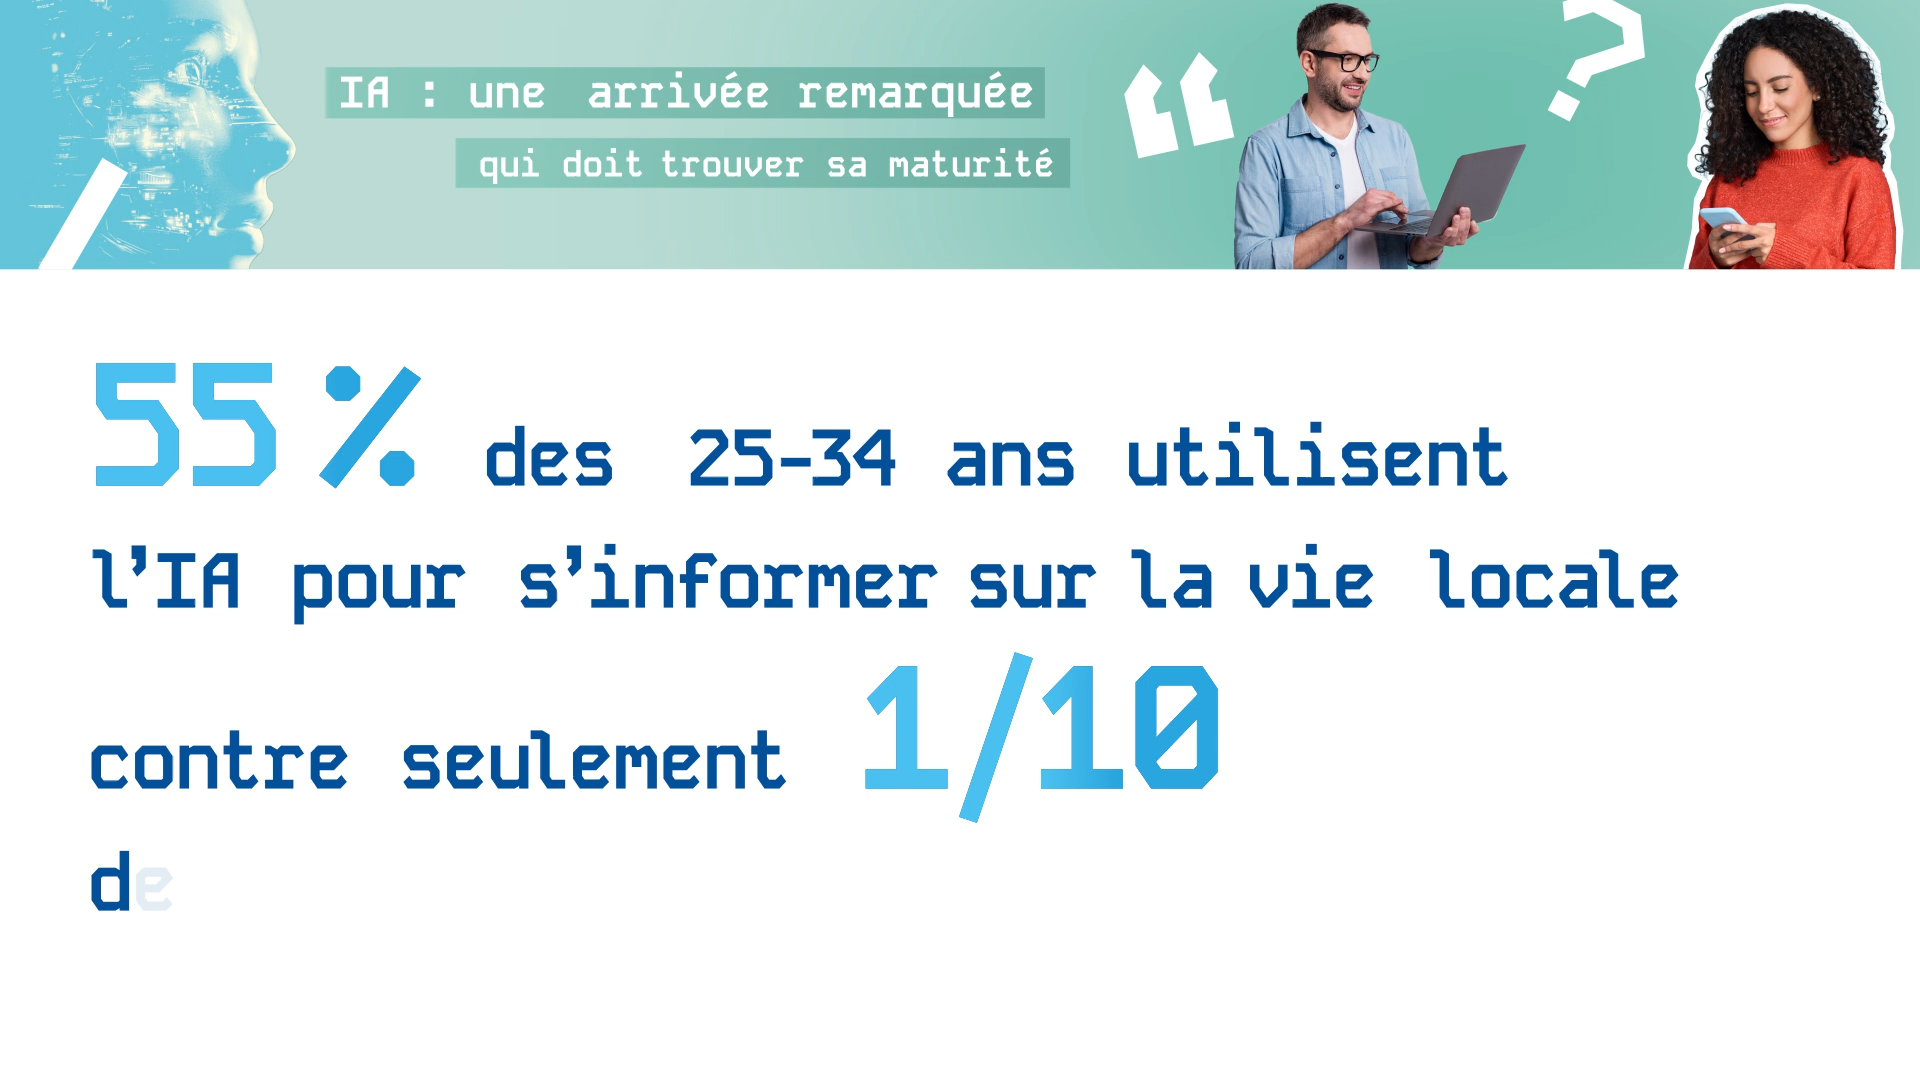 IA : une arrivée remarquée
qui doit trouver sa maturité
55 % des 25-34 ans utilisent
l’IA pour s’informer sur la vie locale
contre seulement 1/10
de